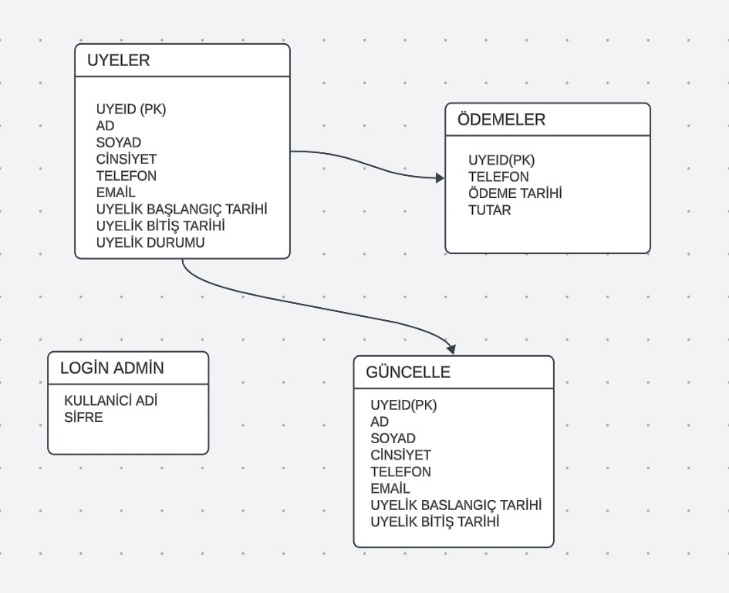 UYELER
UYEID (PK)
AD
SOYAD
CİNSİYET
TELEFON
EMAİL
UYELİK BAŞLANGIÇ TARİHİ
UYELİK BİTİŞ TARİHİ
UYELİK DURUMU
ÖDEMELER
UYEID(PK)
TELEFON
ÖDEME TARİHİ
TUTAR
LOGİN ADMİN
KULLANİCİ ADİ
SİFRE
GÜNCELLE
UYEID(PK)
AD
SOYAD
CİNSİYET
TELEFON
EMAİL
UYELİK BASLANGIÇ TARİHİ
UYELİK BİTİŞ TARİHİ